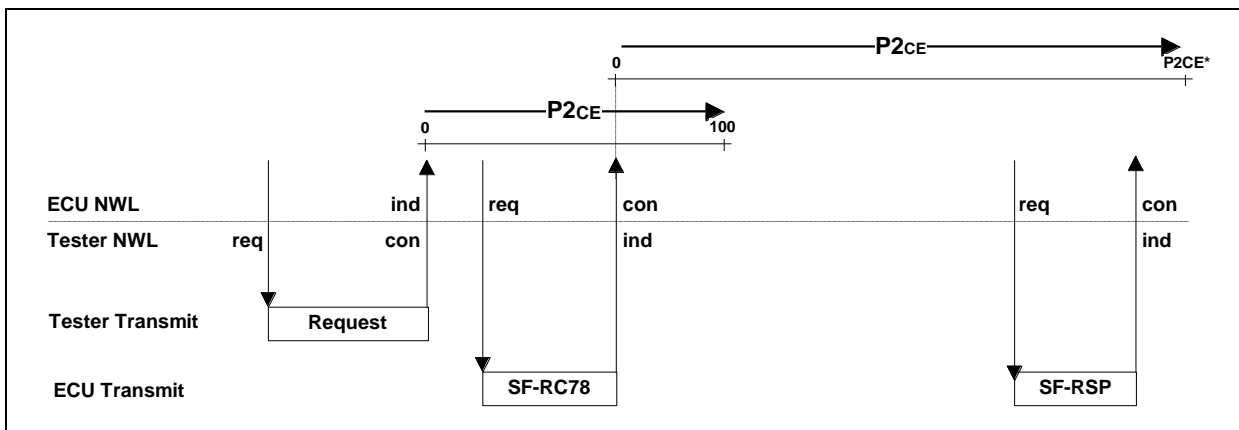 P2CE
0
P2CE*
P2CE
0 100
ECU NWL ind req con req con
Tester NWL req con ind ind
Tester Transmit Request
ECU Transmit SF-RC78 SF-RSP